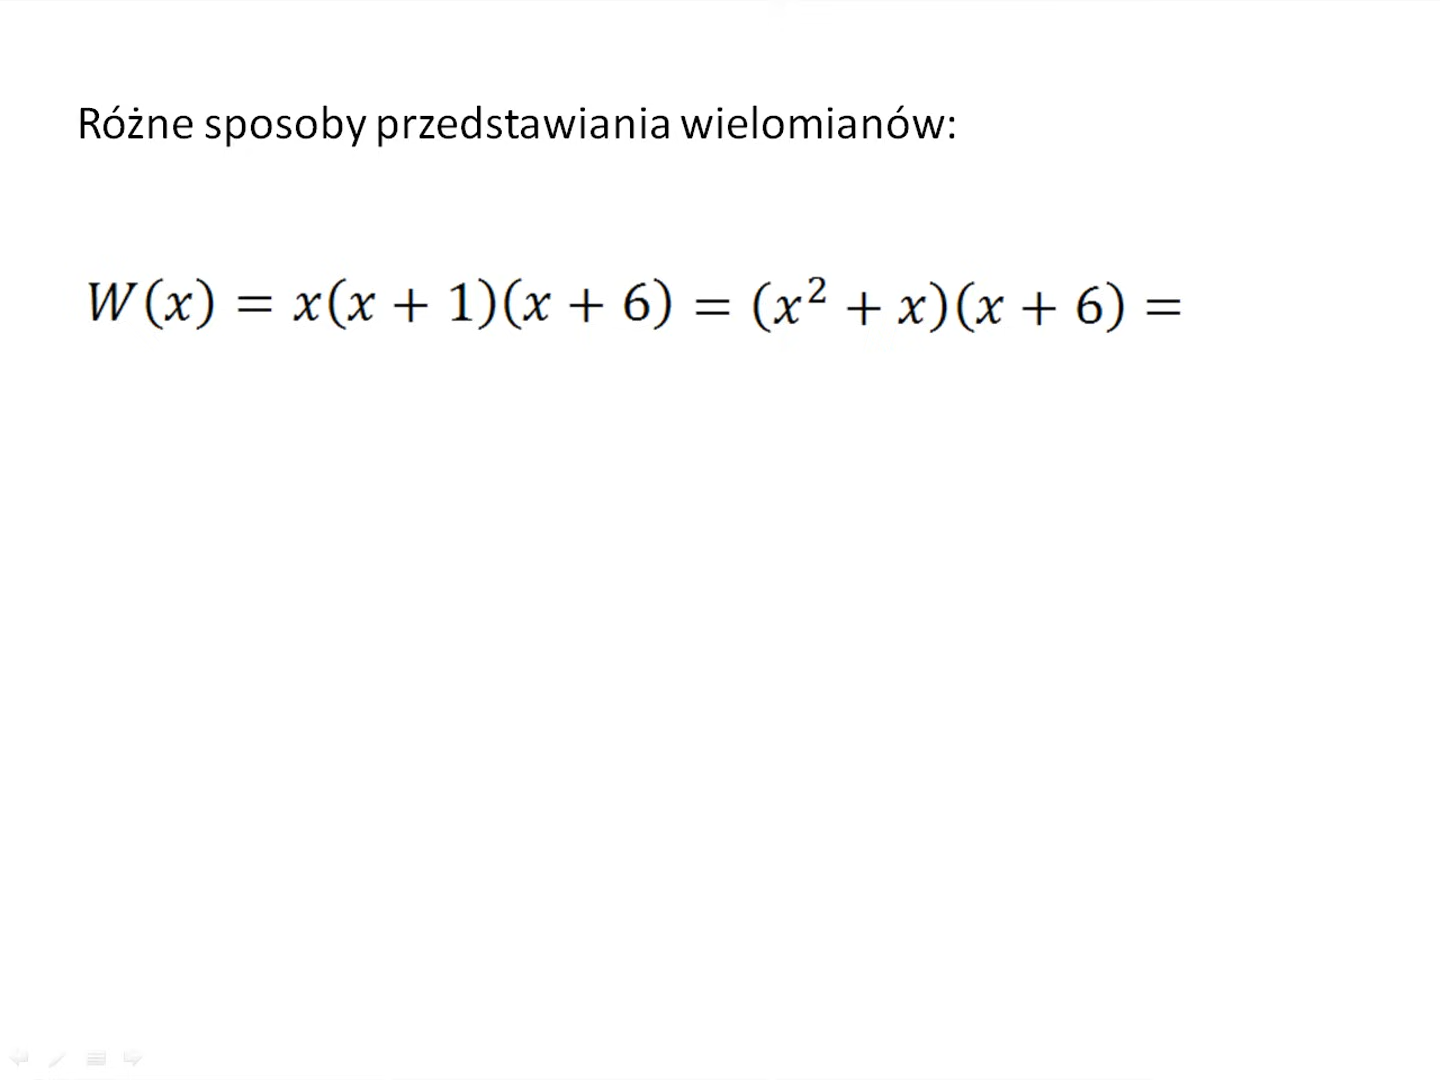 Różne sposoby przedstawiania wielomianów:
W(x) = x(x + 1)(x + 6) = (x² + x)(x + 6) =